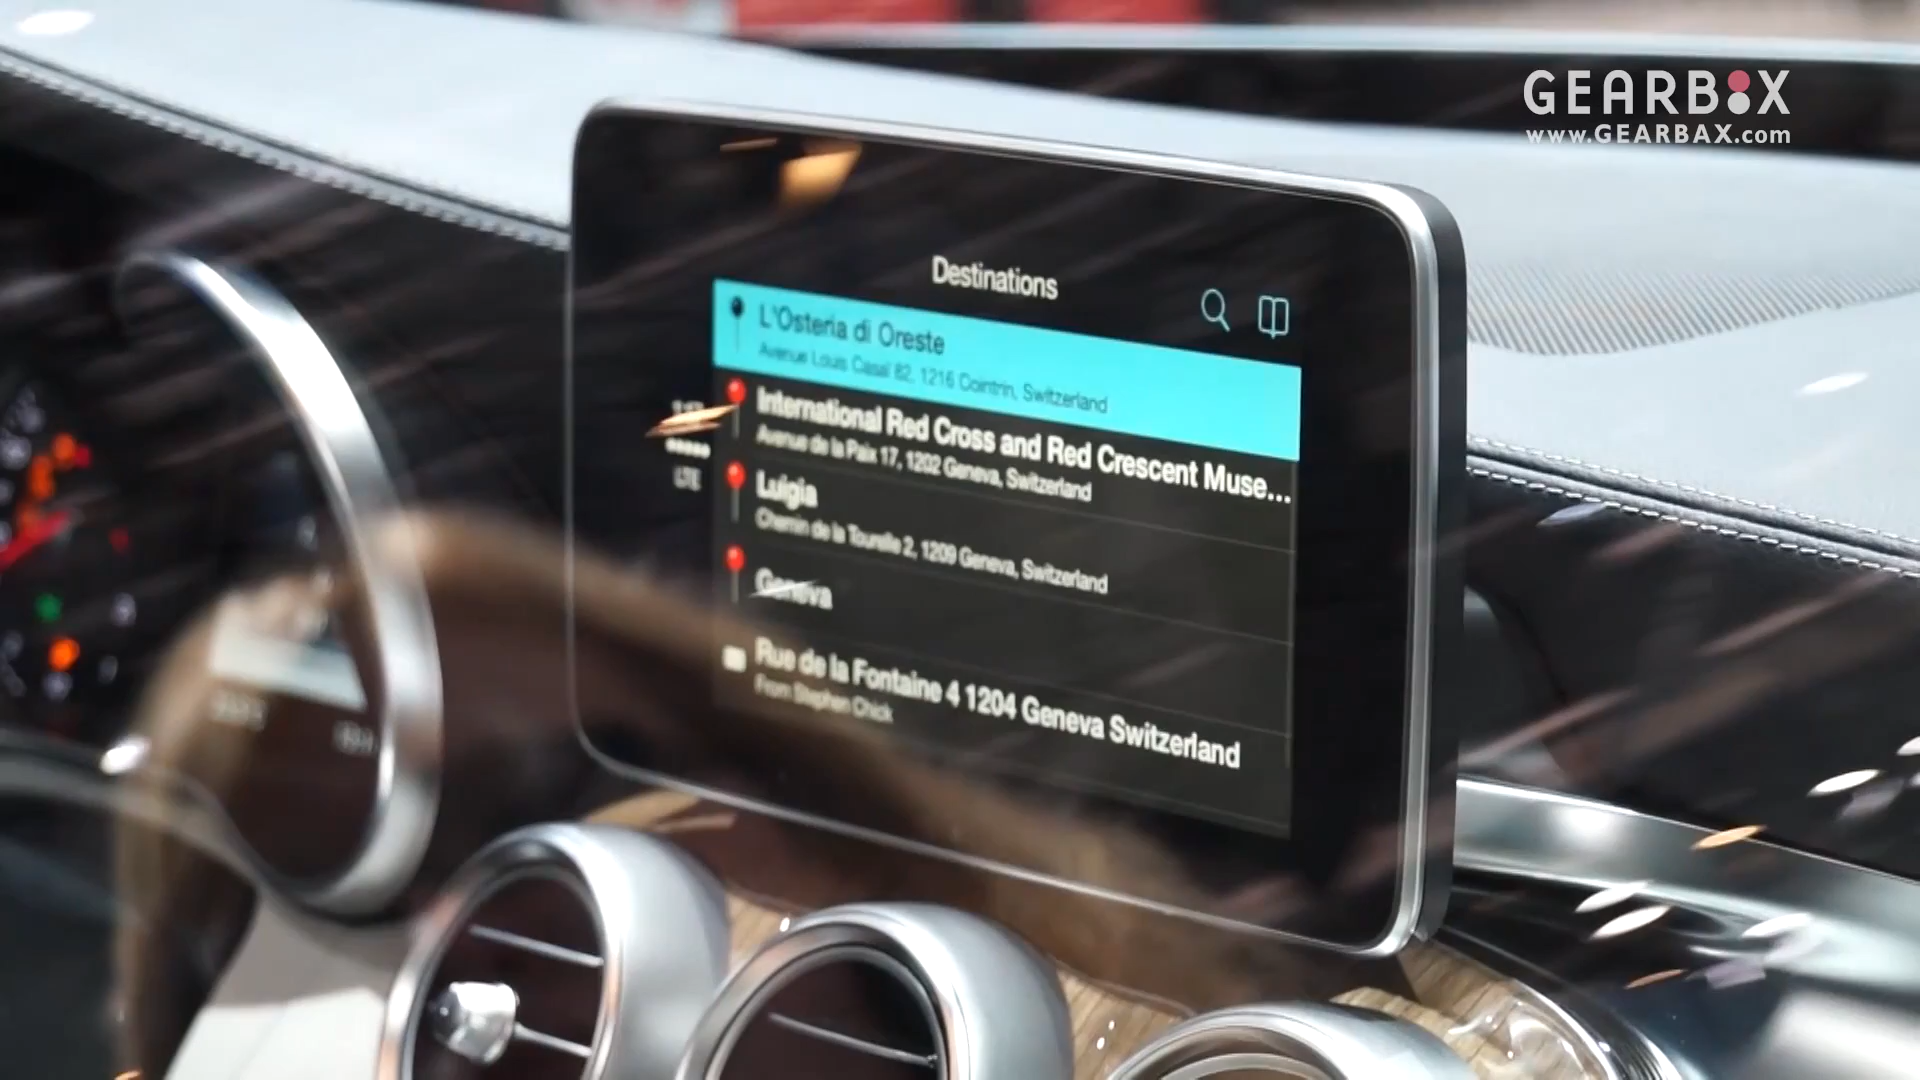 GEARBOX
www.GEARBAX.com
Destinations
L'Osteria di Oreste
Avenue Louis Casaï 82, 1216 Cointrin, Switzerland
International Red Cross and Red Crescent Muse...
Avenue de la Paix 17, 1202 Geneva, Switzerland
Luigia
Chemin de la Tourelle 2, 1209 Geneva, Switzerland
Geneva
Rue de la Fontaine 4 1204 Geneva Switzerland
From Stephen Chick
LTE